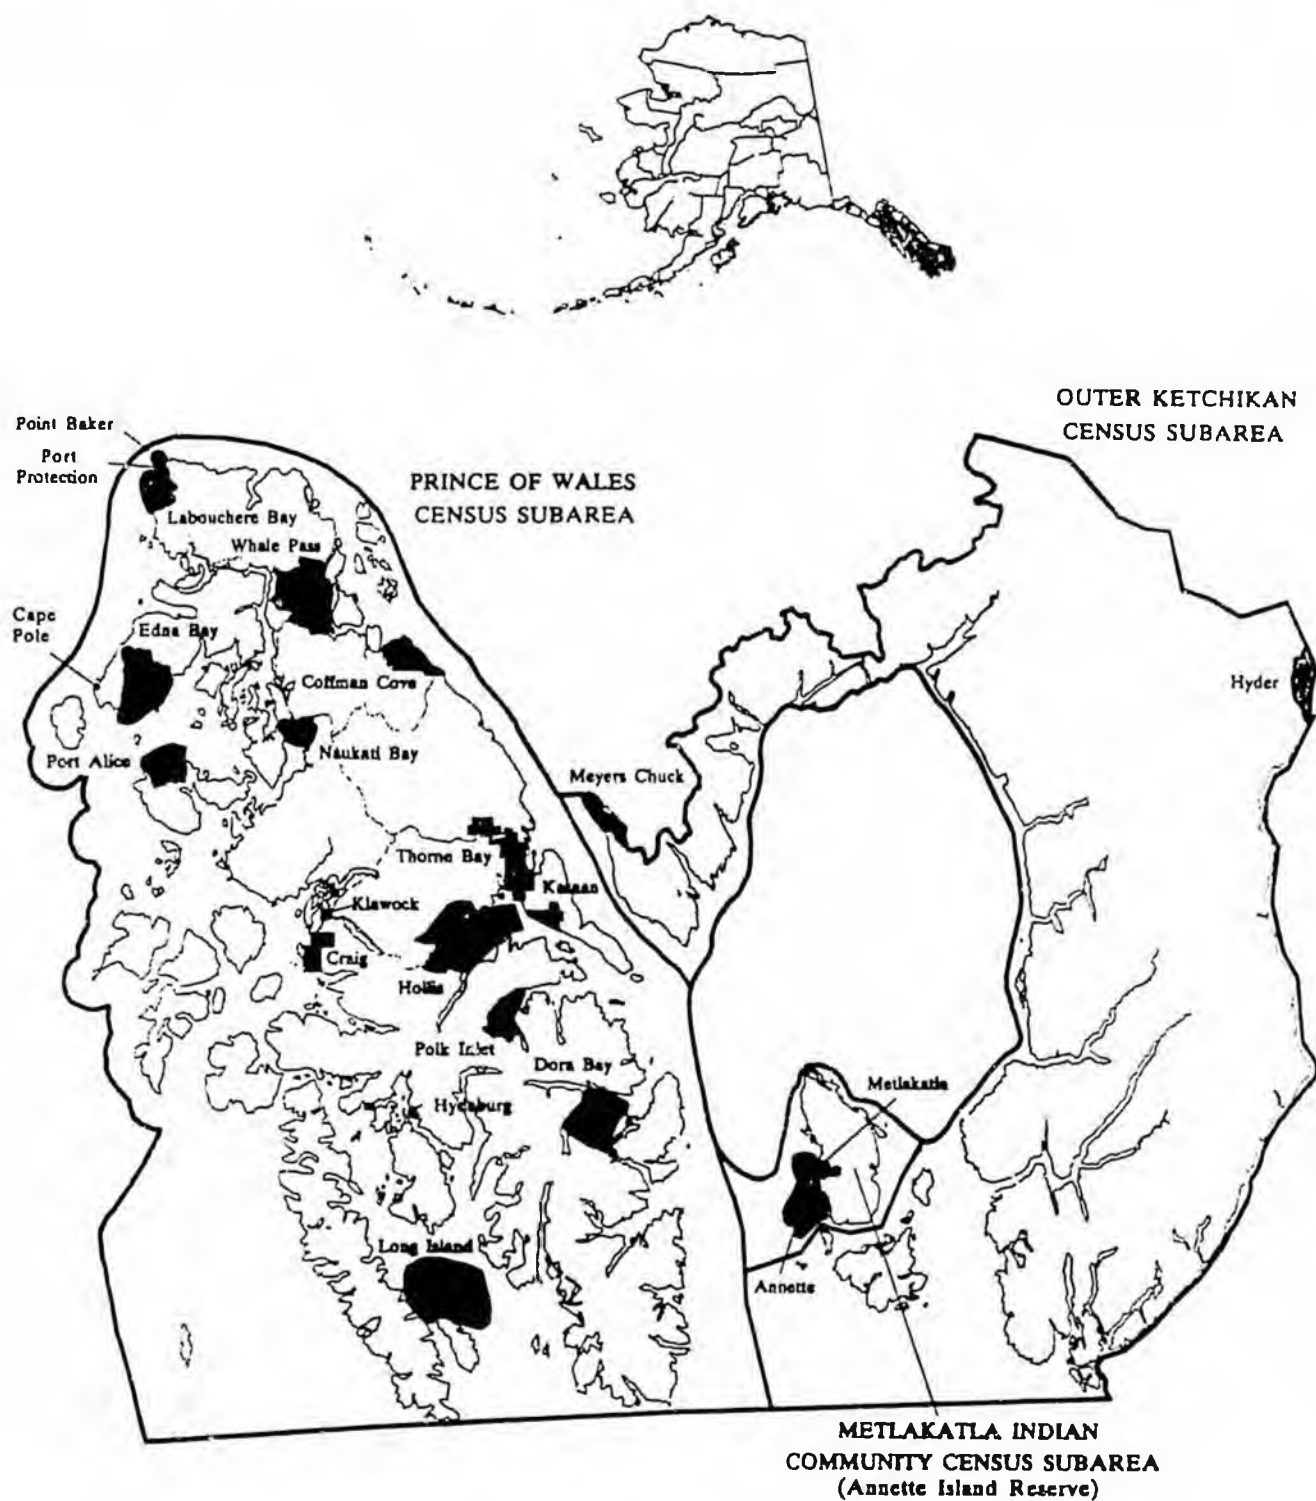 OUTER KETCHIKAN
CENSUS SUBAREA
Point Baker
Port
Protection
PRINCE OF WALES
CENSUS SUBAREA
Labouchere Bay
Whale Pass
Cape
Pole
Edna Bay
Coffman Cove
Hyder
Naukati Bay
Port Alice
Meyers Chuck
Thorne Bay
Kasaan
Klawock
Craig
Hollis
Polk Inlet
Dora Bay
Metlakatla
Hydaburg
Long Island
Annette
METLAKATLA INDIAN
COMMUNITY CENSUS SUBAREA
(Annette Island Reserve)